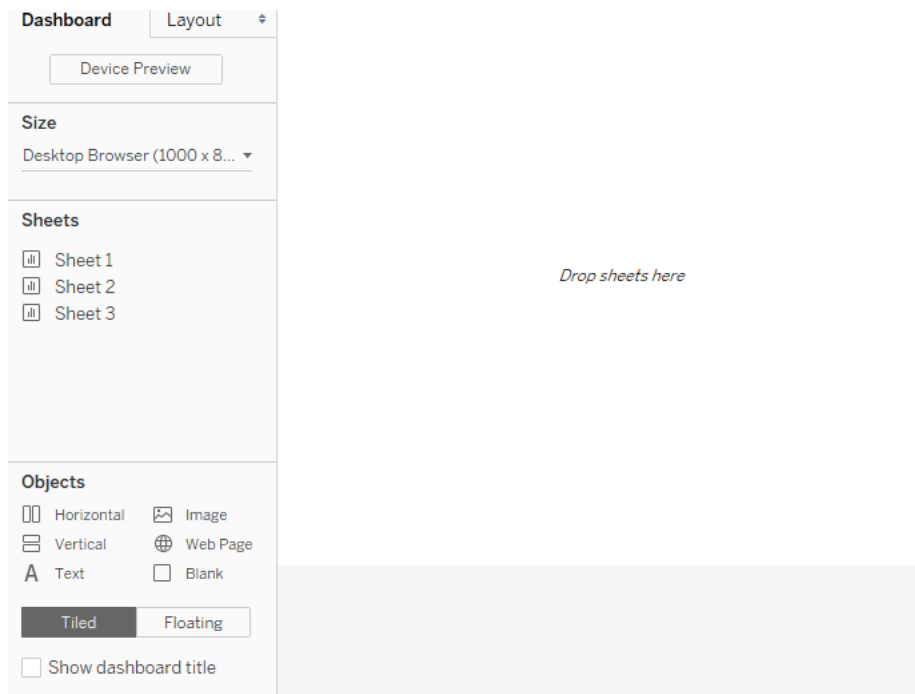 Dashboard Layout
Device Preview
Size
Desktop Browser (1000 x 8...
Sheets
Sheet 1
Sheet 2
Sheet 3
Drop sheets here
Objects
Horizontal Image
Vertical Web Page
Text Blank
Tiled Floating
Show dashboard title